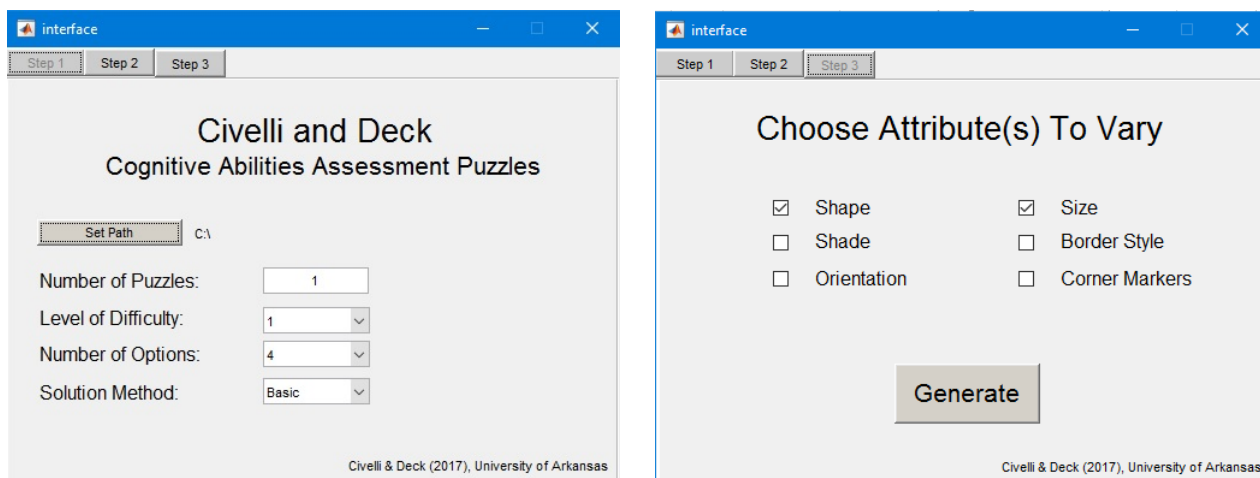 interface
Step 1 Step 2 Step 3
Civelli and Deck
Cognitive Abilities Assessment Puzzles
Set Path C:\
Number of Puzzles: 1
Level of Difficulty: 1
Number of Options: 4
Solution Method: Basic
Civelli & Deck (2017), University of Arkansas
interface
Step 1 Step 2 Step 3
Choose Attribute(s) To Vary
Shape Size
Shade Border Style
Orientation Corner Markers
Generate
Civelli & Deck (2017), University of Arkansas